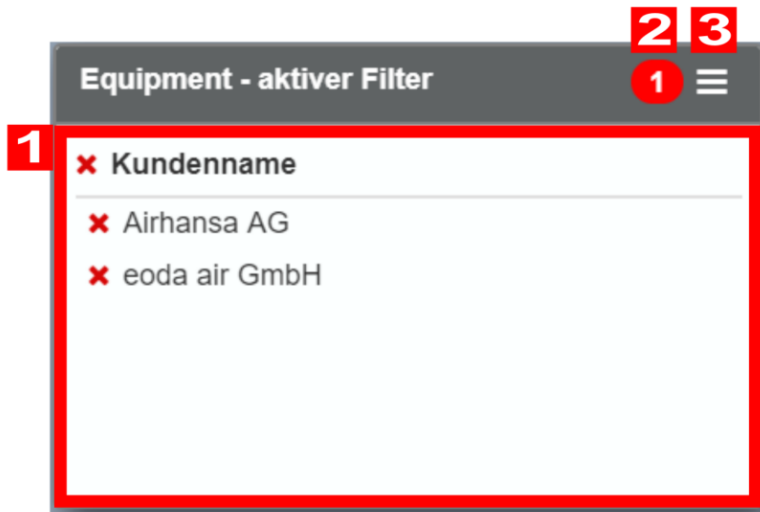 2 3
Equipment - aktiver Filter 1
1
Kundenname
Airhansa AG
eoda air GmbH